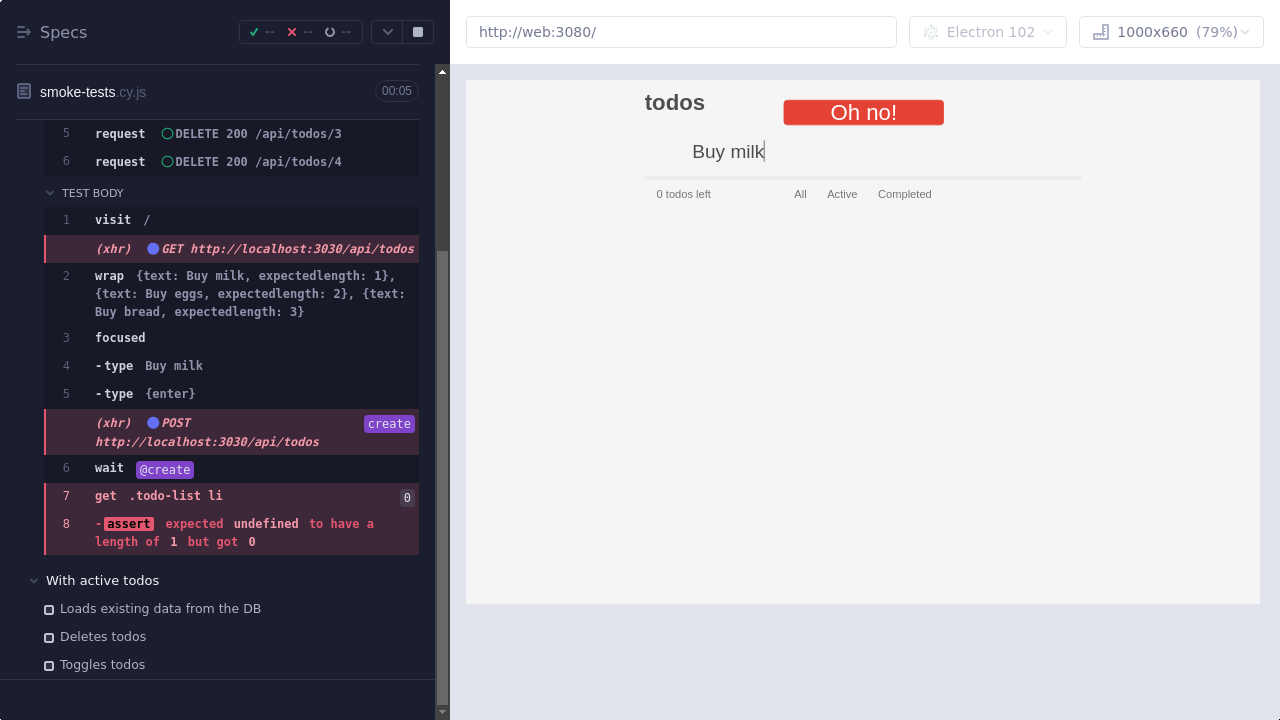 Specs
--
--
--
smoke-tests.cy.js
00:05
5 request DELETE 200 /api/todos/3
6 request DELETE 200 /api/todos/4
TEST BODY
1 visit /
(xhr) GET http://localhost:3030/api/todos
2 wrap {text: Buy milk, expectedlength: 1},
{text: Buy eggs, expectedlength: 2}, {text:
Buy bread, expectedlength: 3}
3 focused
4 -type Buy milk
5 -type {enter}
(xhr) POST create
http://localhost:3030/api/todos
6 wait @create
7 get .todo-list li 0
8 -assert expected undefined to have a
length of 1 but got 0
With active todos
Loads existing data from the DB
Deletes todos
Toggles todos
http://web:3080/
Electron 102
1000x660 (79%)
todos
Oh no!
Buy milk
0 todos left All Active Completed